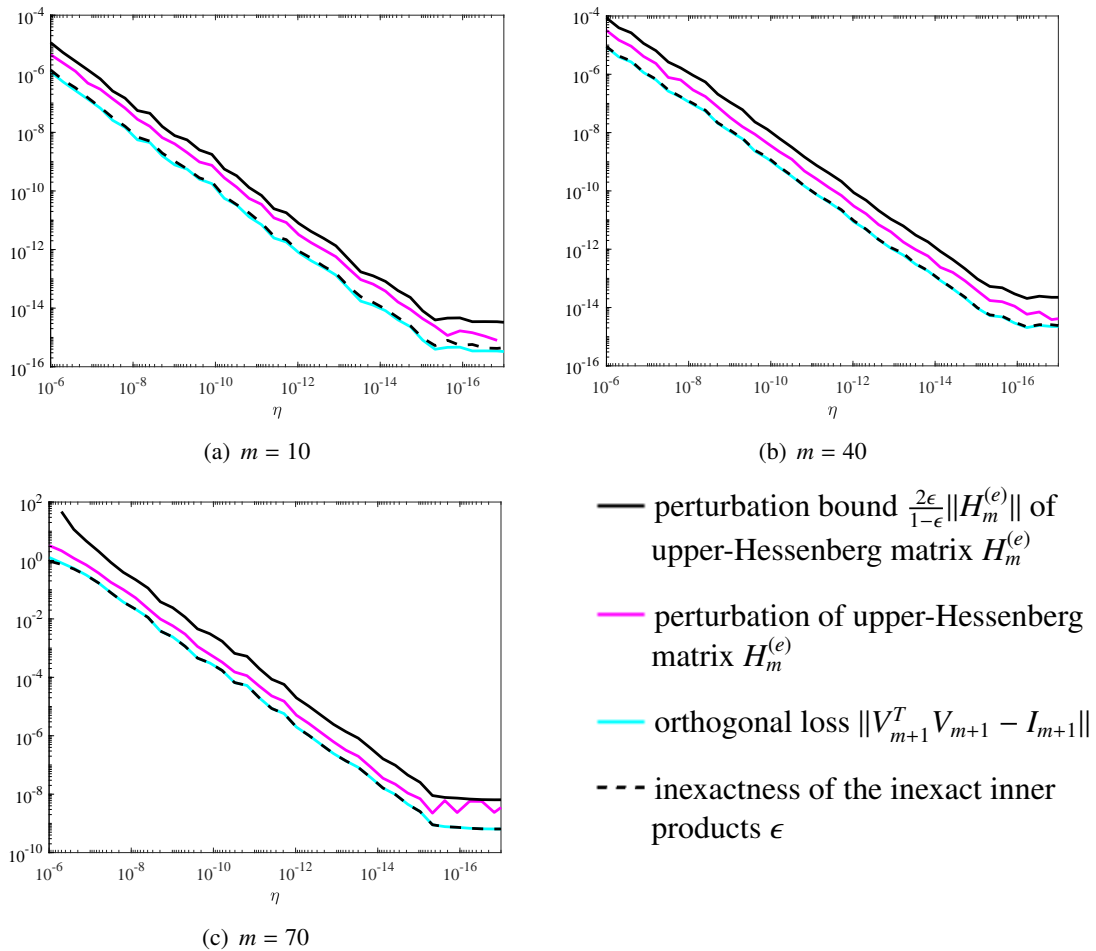 10⁻⁴
10⁻⁶
10⁻⁸
10⁻¹⁰
10⁻¹²
10⁻¹⁴
10⁻¹⁶
10⁻⁶ 10⁻⁸ 10⁻¹⁰ 10⁻¹² 10⁻¹⁴ 10⁻¹⁶
η
(a) m = 10
10⁻⁴
10⁻⁶
10⁻⁸
10⁻¹⁰
10⁻¹²
10⁻¹⁴
10⁻¹⁶
10⁻⁶ 10⁻⁸ 10⁻¹⁰ 10⁻¹² 10⁻¹⁴ 10⁻¹⁶
η
(b) m = 40
10²
10⁰
10⁻²
10⁻⁴
10⁻⁶
10⁻⁸
10⁻¹⁰
10⁻⁶ 10⁻⁸ 10⁻¹⁰ 10⁻¹² 10⁻¹⁴ 10⁻¹⁶
η
(c) m = 70
perturbation bound $\frac{2\epsilon}{1-\epsilon}\|H_m^{(e)}\|$ of
upper-Hessenberg matrix $H_m^{(e)}$
perturbation of upper-Hessenberg
matrix $H_m^{(e)}$
orthogonal loss $\|V_{m+1}^T V_{m+1} - I_{m+1}\|$
inexactness of the inexact inner
products ϵ